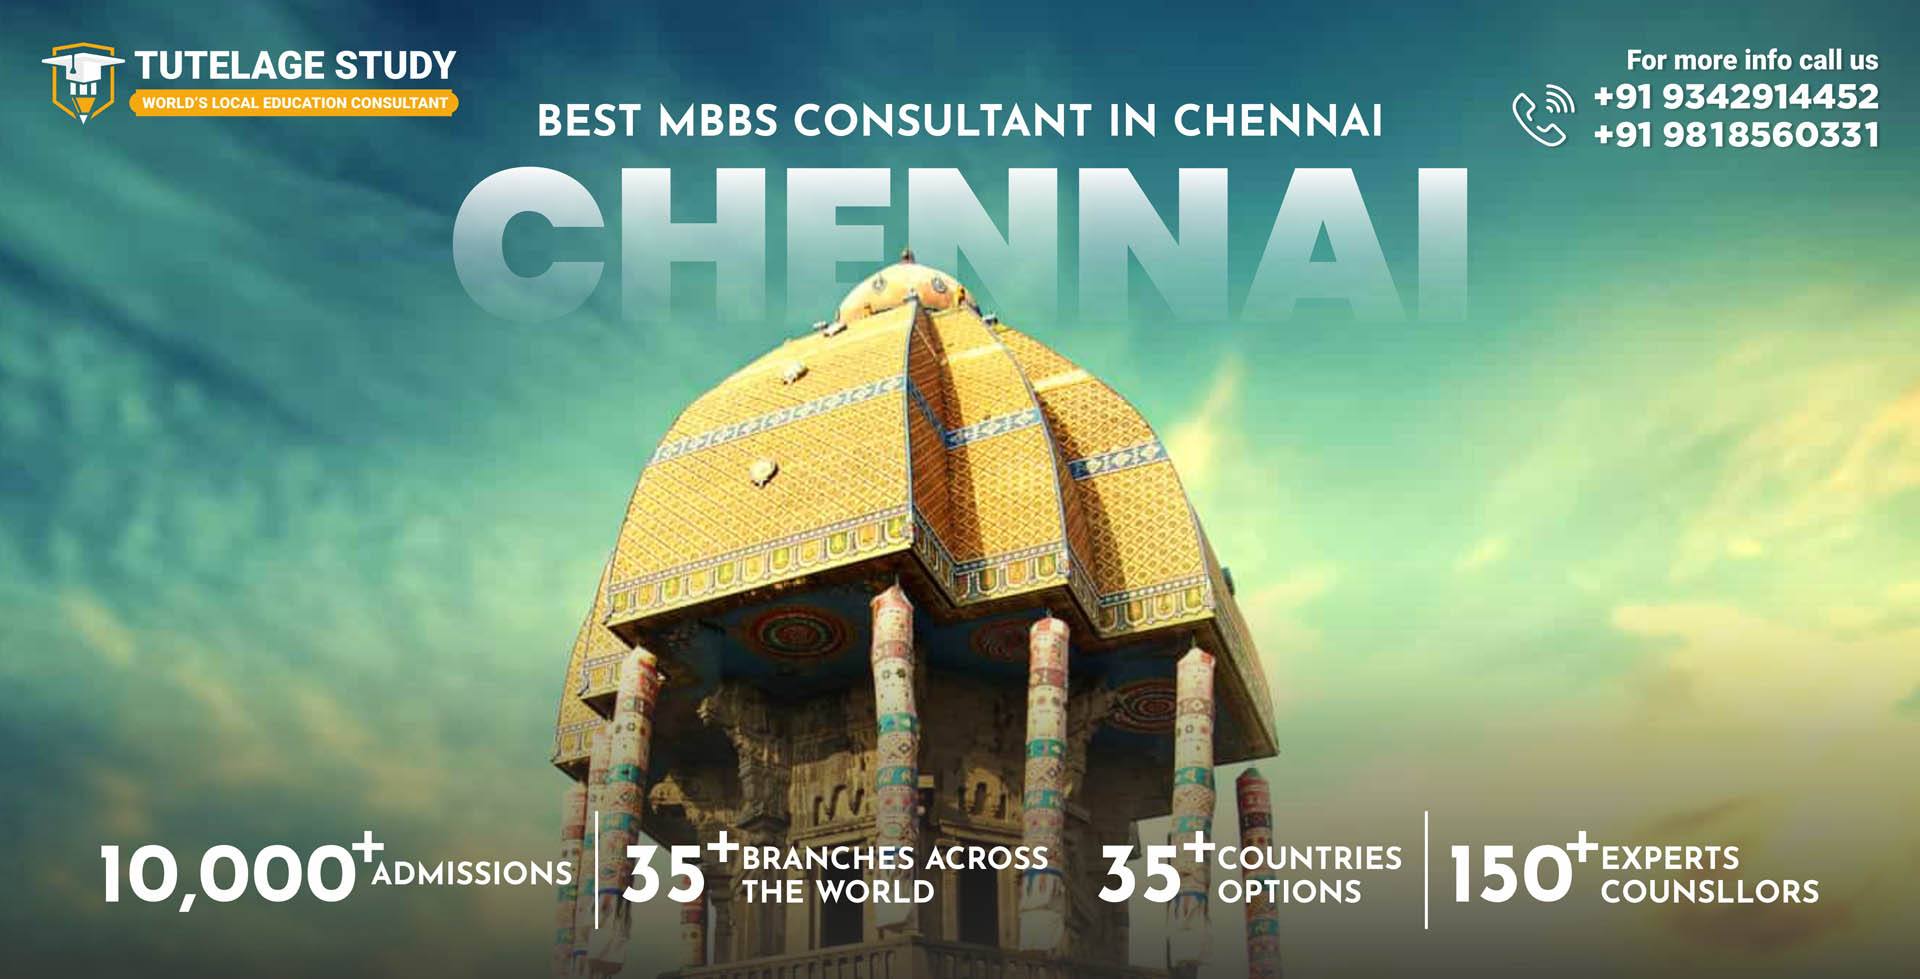 TUTELAGE STUDY
WORLD'S LOCAL EDUCATION CONSULTANT
For more info call us
+91 9342914452
+91 9818560331
BEST MBBS CONSULTANT IN CHENNAI
CHENNAI
10,000+ ADMISSIONS
35+ BRANCHES ACROSS
THE WORLD
35+ COUNTRIES
OPTIONS
150+ EXPERTS
COUNSLLORS